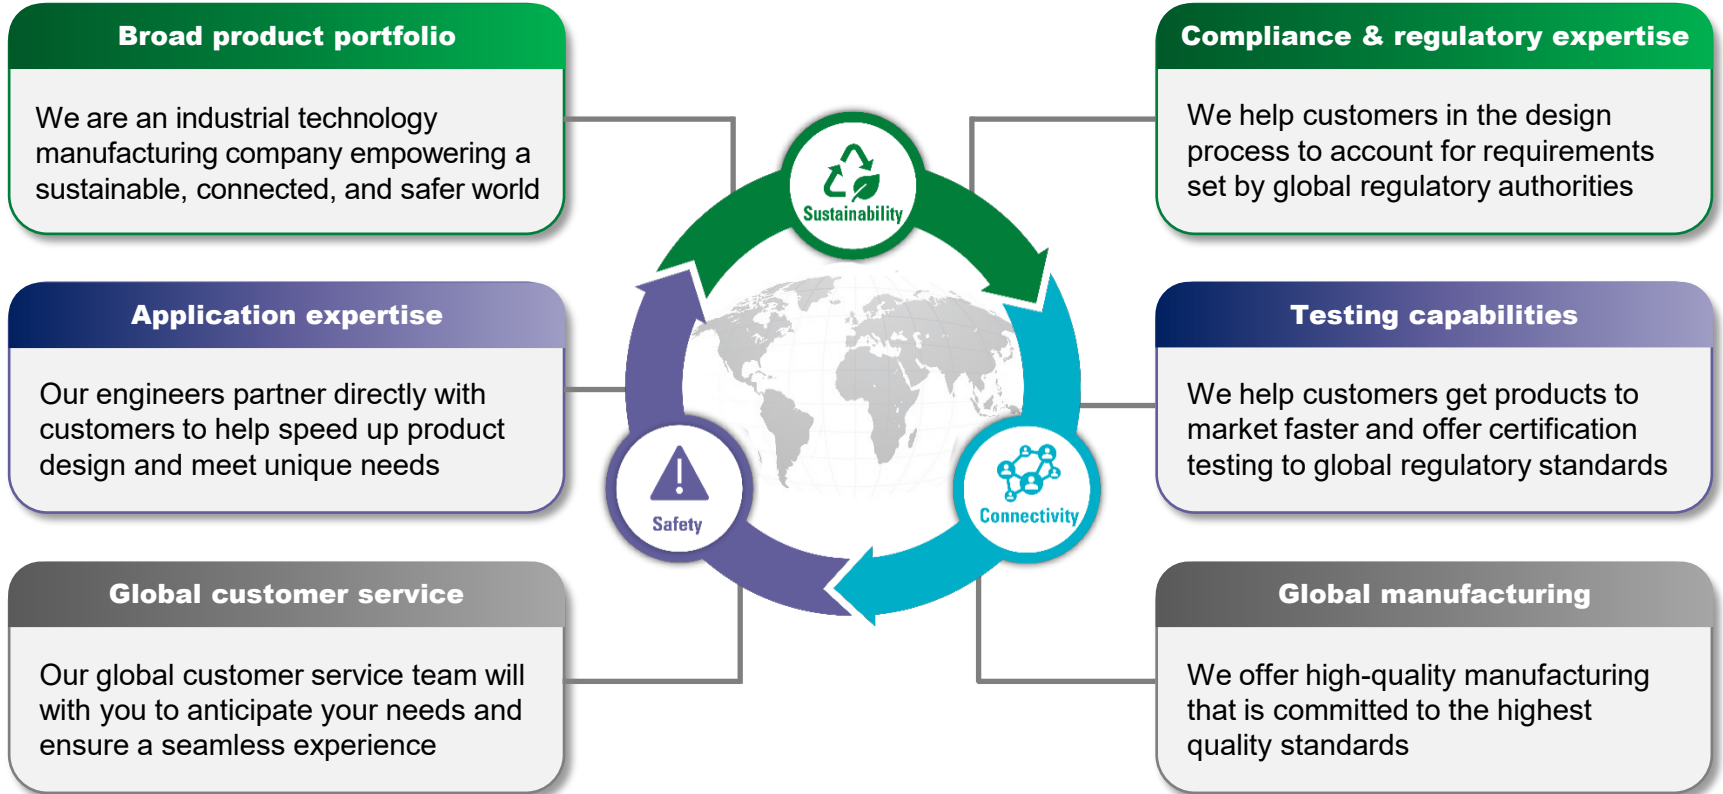 Broad product portfolio
We are an industrial technology
manufacturing company empowering a
sustainable, connected, and safer world
Application expertise
Our engineers partner directly with
customers to help speed up product
design and meet unique needs
Global customer service
Our global customer service team will
with you to anticipate your needs and
ensure a seamless experience
Sustainability
Safety
Connectivity
Compliance & regulatory expertise
We help customers in the design
process to account for requirements
set by global regulatory authorities
Testing capabilities
We help customers get products to
market faster and offer certification
testing to global regulatory standards
Global manufacturing
We offer high-quality manufacturing
that is committed to the highest
quality standards